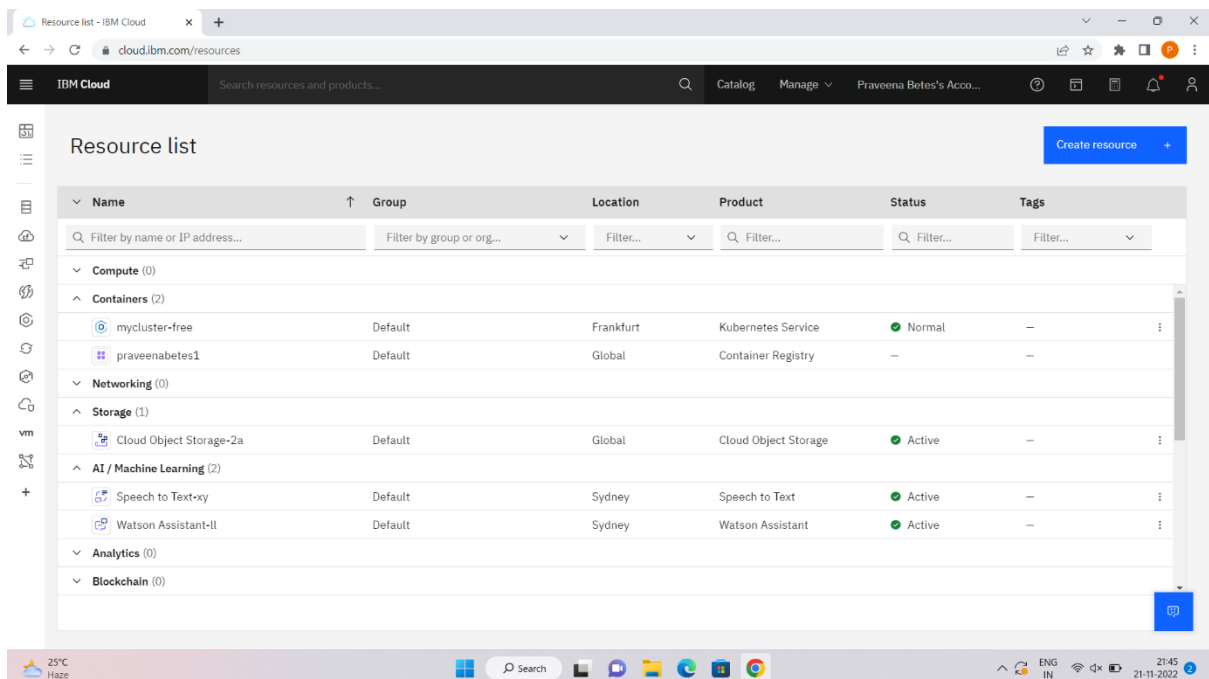 Resource list - IBM Cloud
cloud.ibm.com/resources
P
IBM Cloud Search resources and products... Catalog Manage Praveena Betes's Acco...
Resource list
Create resource +
Name Group Location Product Status Tags
Filter by name or IP address... Filter by group or org... Filter... Filter... Filter... Filter...
Compute (0)
Containers (2)
mycluster-free Default Frankfurt Kubernetes Service Normal —
praveenabetes1 Default Global Container Registry — —
Networking (0)
Storage (1)
Cloud Object Storage-2a Default Global Cloud Object Storage Active —
vm
AI / Machine Learning (2)
Speech to Text-xy Default Sydney Speech to Text Active —
Watson Assistant-ll Default Sydney Watson Assistant Active —
Analytics (0)
Blockchain (0)
25°C
Haze
Search
ENG
IN
21:45
21-11-2022
2